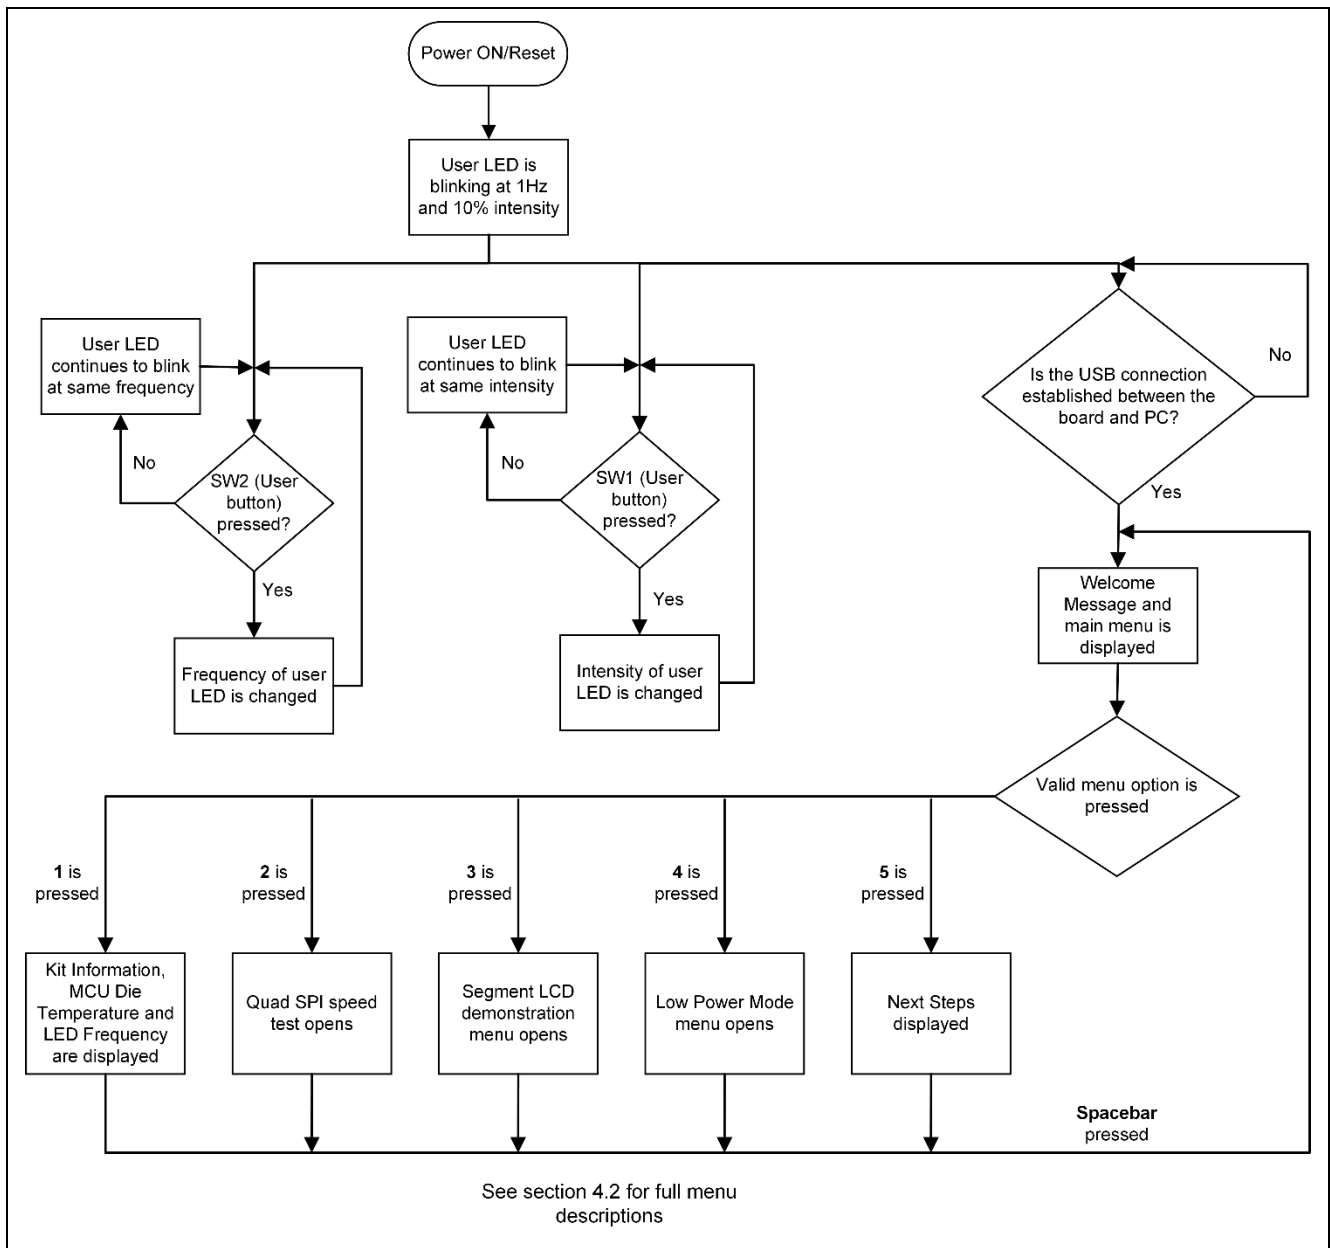 Power ON/Reset
User LED is
blinking at 1Hz
and 10% intensity
User LED
continues to blink
at same frequency
No
SW2 (User
button)
pressed?
Yes
Frequency of user
LED is changed
User LED
continues to blink
at same intensity
No
SW1 (User
button)
pressed?
Yes
Intensity of user
LED is changed
Is the USB connection
established between the
board and PC?
No
Yes
Welcome
Message and
main menu is
displayed
Valid menu option is
pressed
1 is
pressed
2 is
pressed
3 is
pressed
4 is
pressed
5 is
pressed
Kit Information,
MCU Die
Temperature and
LED Frequency
are displayed
Quad SPI speed
test opens
Segment LCD
demonstration
menu opens
Low Power Mode
menu opens
Next Steps
displayed
Spacebar
pressed
See section 4.2 for full menu
descriptions